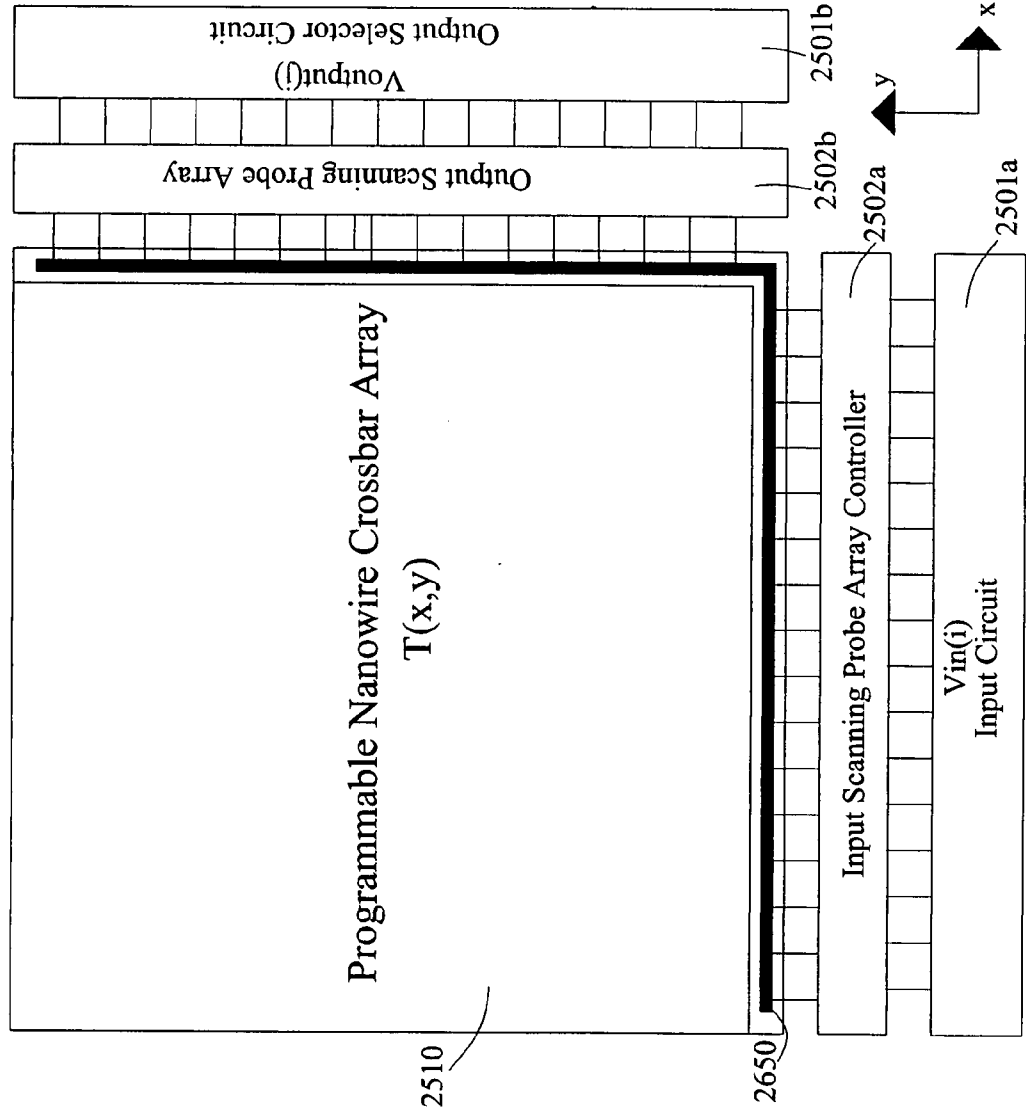 Programmable Nanowire Crossbar Array
T(x,y)
2510
2650
Output Scanning Probe Array
2502b
Voutput(j)
Output Selector Circuit
2501b
Input Scanning Probe Array Controller
2502a
Vin(i)
Input Circuit
2501a
y
x